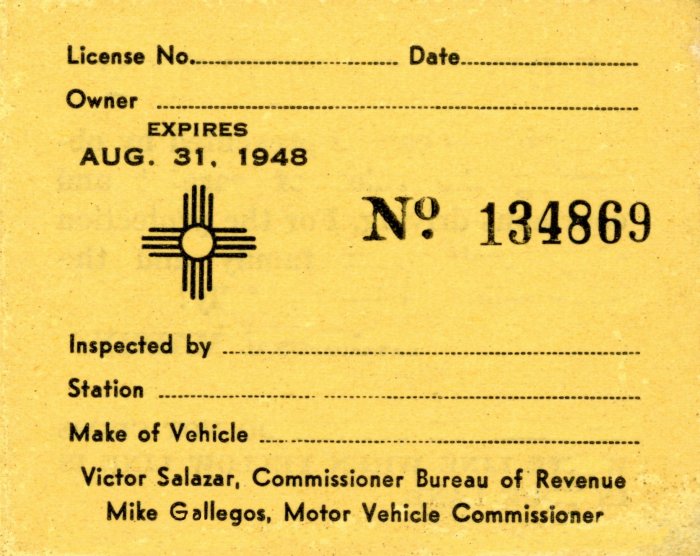 License No. Date
Owner
EXPIRES
AUG. 31, 1948
Nº. 134869
Inspected by
Station
Make of Vehicle
Victor Salazar, Commissioner Bureau of Revenue
Mike Gallegos, Motor Vehicle Commissioner